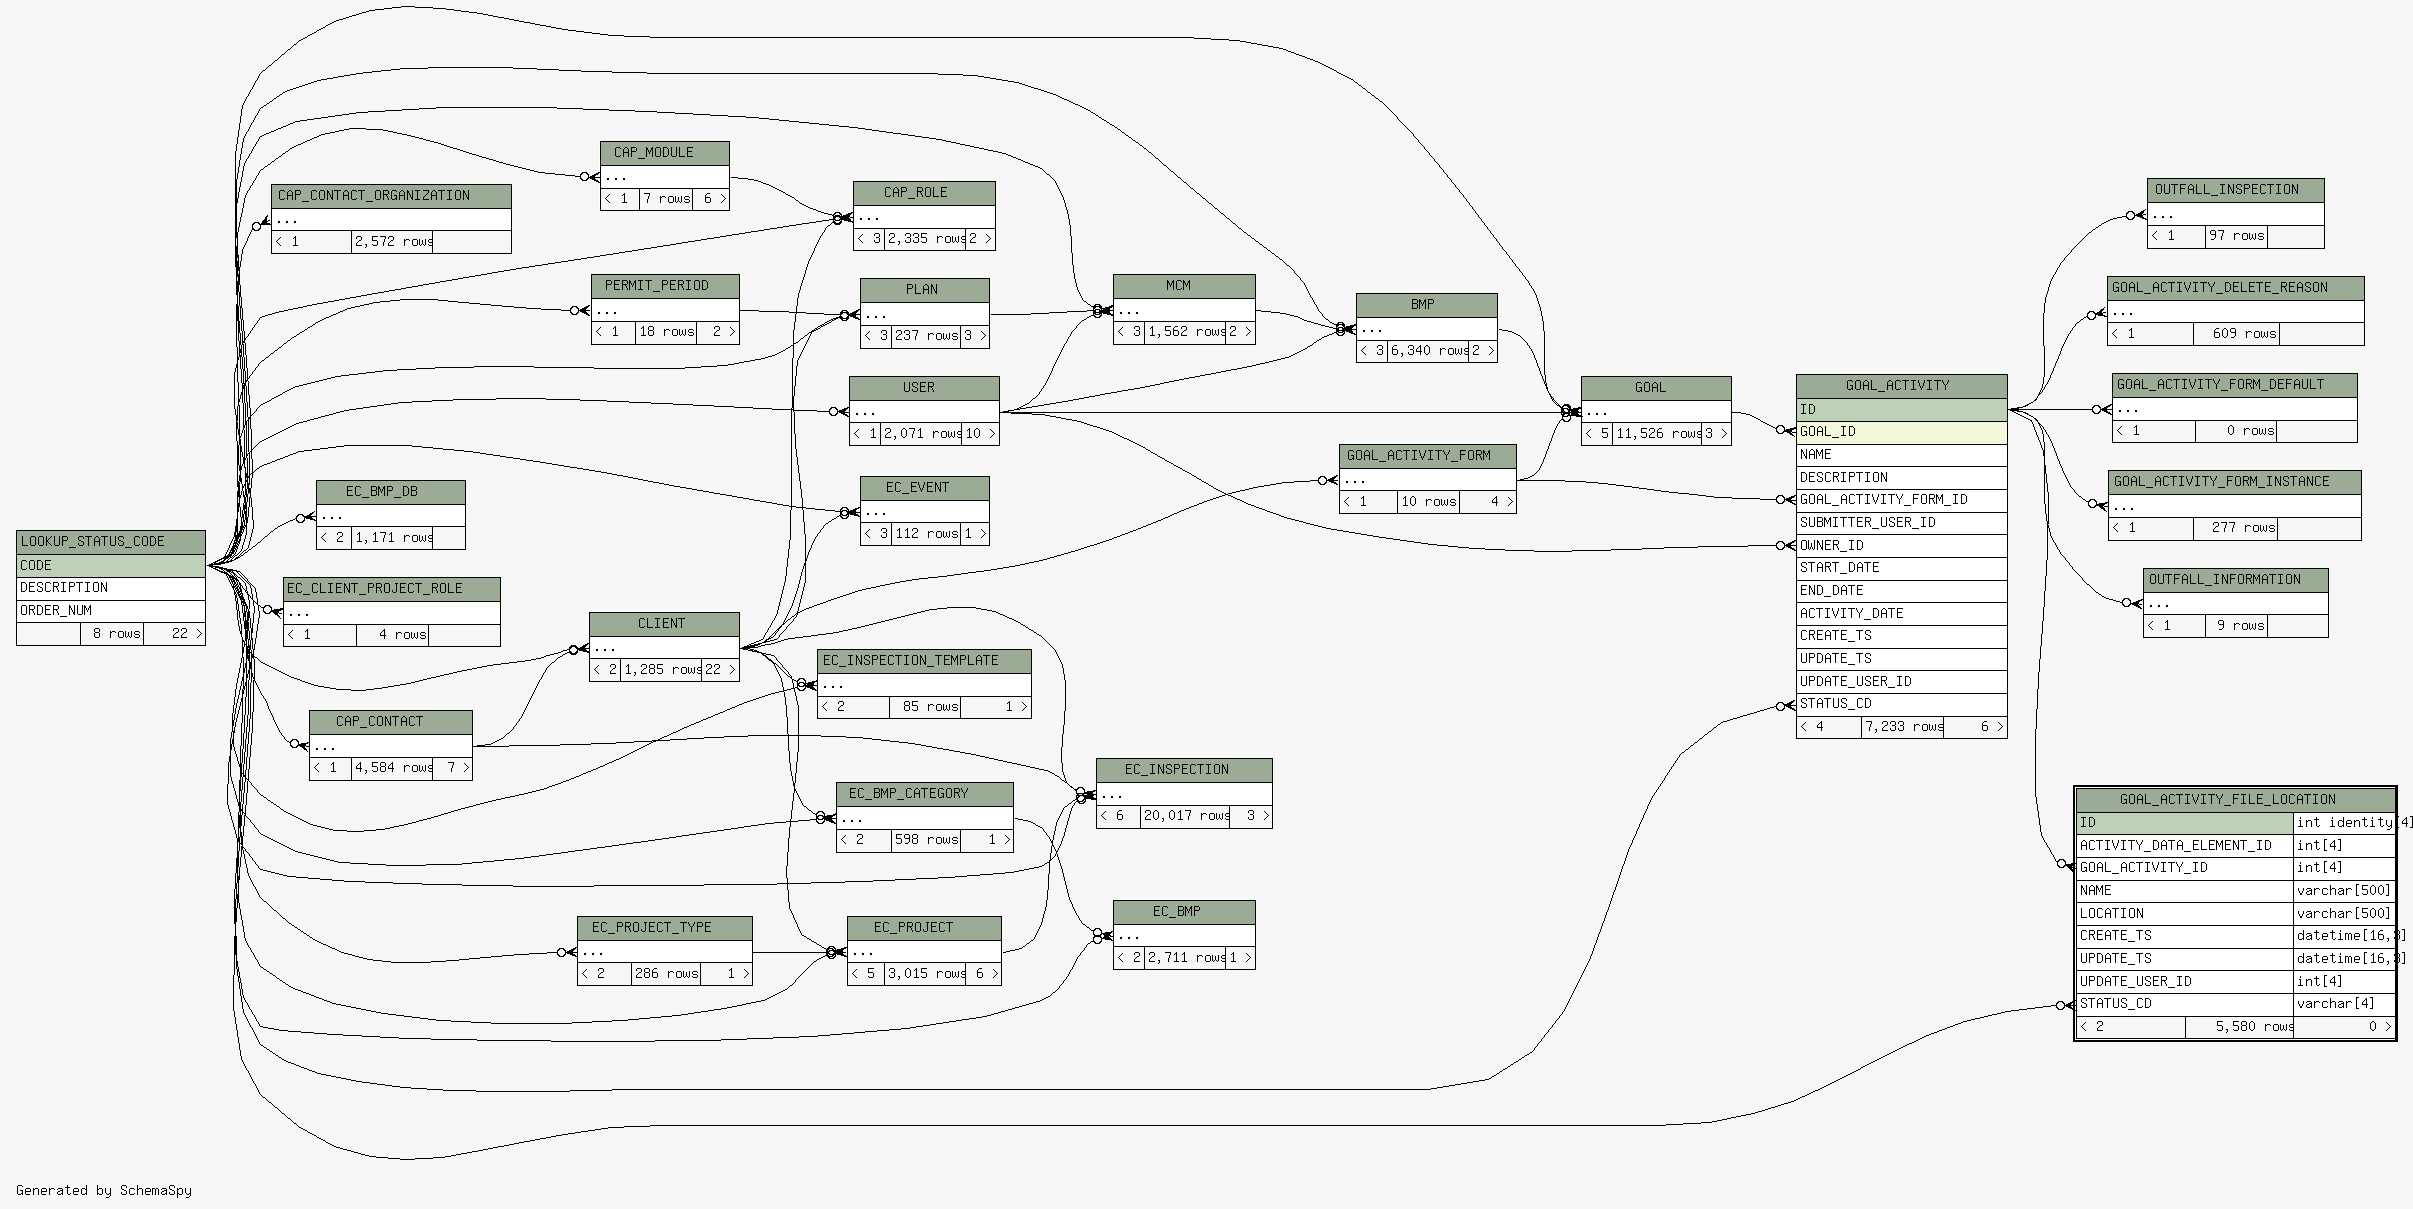 CAP_MODULE
...
< 1 7 rows 6 >
CAP_CONTACT_ORGANIZATION
...
< 1 2,572 rows
CAP_ROLE
...
< 3 2,335 rows 2 >
PERMIT_PERIOD
...
< 1 18 rows 2 >
PLAN
...
< 3 237 rows 3 >
MCM
...
< 3 1,562 rows 2 >
BMP
...
< 3 6,340 rows 2 >
USER
...
< 1 2,071 rows 10 >
GOAL
...
< 5 11,526 rows 3 >
GOAL_ACTIVITY_FORM
...
< 1 10 rows 4 >
EC_EVENT
...
< 3 112 rows 1 >
EC_BMP_DB
...
< 2 1,171 rows
LOOKUP_STATUS_CODE
CODE
DESCRIPTION
ORDER_NUM
8 rows 22 >
EC_CLIENT_PROJECT_ROLE
...
< 1 4 rows
CLIENT
...
< 2 1,285 rows 22 >
EC_INSPECTION_TEMPLATE
...
< 2 85 rows 1 >
CAP_CONTACT
...
< 1 4,584 rows 7 >
EC_INSPECTION
...
< 6 20,017 rows 3 >
EC_BMP_CATEGORY
...
< 2 598 rows 1 >
EC_BMP
...
< 2 2,711 rows 1 >
EC_PROJECT_TYPE
...
< 2 286 rows 1 >
EC_PROJECT
...
< 5 3,015 rows 6 >
GOAL_ACTIVITY
ID
GOAL_ID
NAME
DESCRIPTION
GOAL_ACTIVITY_FORM_ID
SUBMITTER_USER_ID
OWNER_ID
START_DATE
END_DATE
ACTIVITY_DATE
CREATE_TS
UPDATE_TS
UPDATE_USER_ID
STATUS_CD
< 4 7,233 rows 6 >
OUTFALL_INSPECTION
...
< 1 97 rows
GOAL_ACTIVITY_DELETE_REASON
...
< 1 609 rows
GOAL_ACTIVITY_FORM_DEFAULT
...
< 1 0 rows
GOAL_ACTIVITY_FORM_INSTANCE
...
< 1 277 rows
OUTFALL_INFORMATION
...
< 1 9 rows
GOAL_ACTIVITY_FILE_LOCATION
ID int identity[4]
ACTIVITY_DATA_ELEMENT_ID int[4]
GOAL_ACTIVITY_ID int[4]
NAME varchar[500]
LOCATION varchar[500]
CREATE_TS datetime[16,3]
UPDATE_TS datetime[16,3]
UPDATE_USER_ID int[4]
STATUS_CD varchar[4]
< 2 5,580 rows 0 >
Generated by SchemaSpy